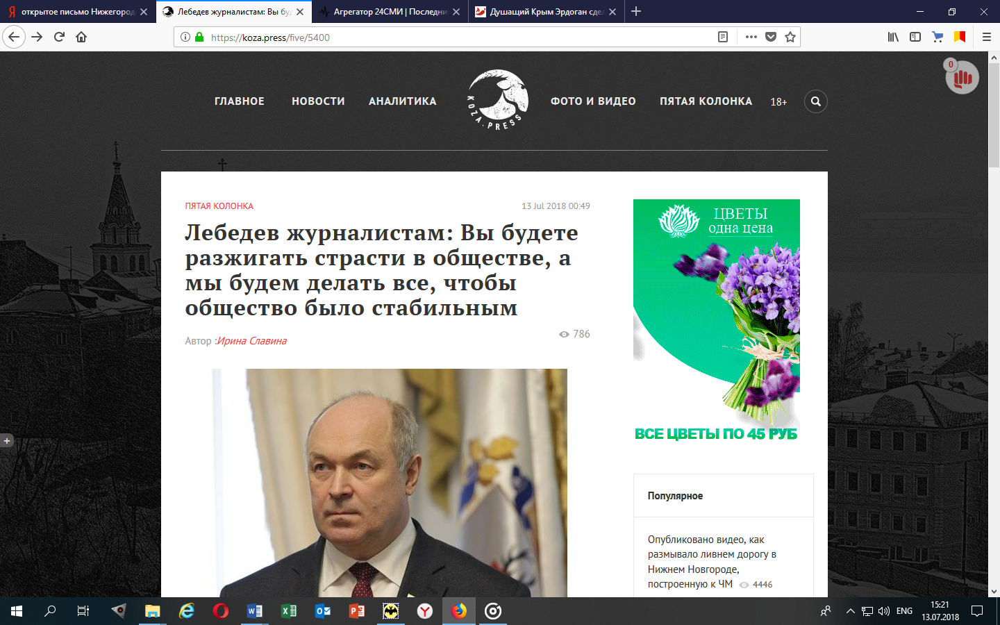 открытое письмо Нижегород
Лебедев журналистам: Вы буд
Агрегатор 24СМИ | Последни
Душащий Крым Эрдоган сдел
https://koza.press/five/5400
0
ГЛАВНОЕ
НОВОСТИ
АНАЛИТИКА
KOZA.PRESS
ФОТО И ВИДЕО
ПЯТАЯ КОЛОНКА
18+
ПЯТАЯ КОЛОНКА
13 Jul 2018 00:49
Лебедев журналистам: Вы будете
разжигать страсти в обществе, а
мы будем делать все, чтобы
общество было стабильным
Автор :Ирина Славина
786
ЦВЕТЫ
одна цена
ВСЕ ЦВЕТЫ ПО 45 РУБ
Популярное
Опубликовано видео, как
размывало ливнем дорогу в
Нижнем Новгороде,
построенную к ЧМ 4446
ENG
15:21
13.07.2018